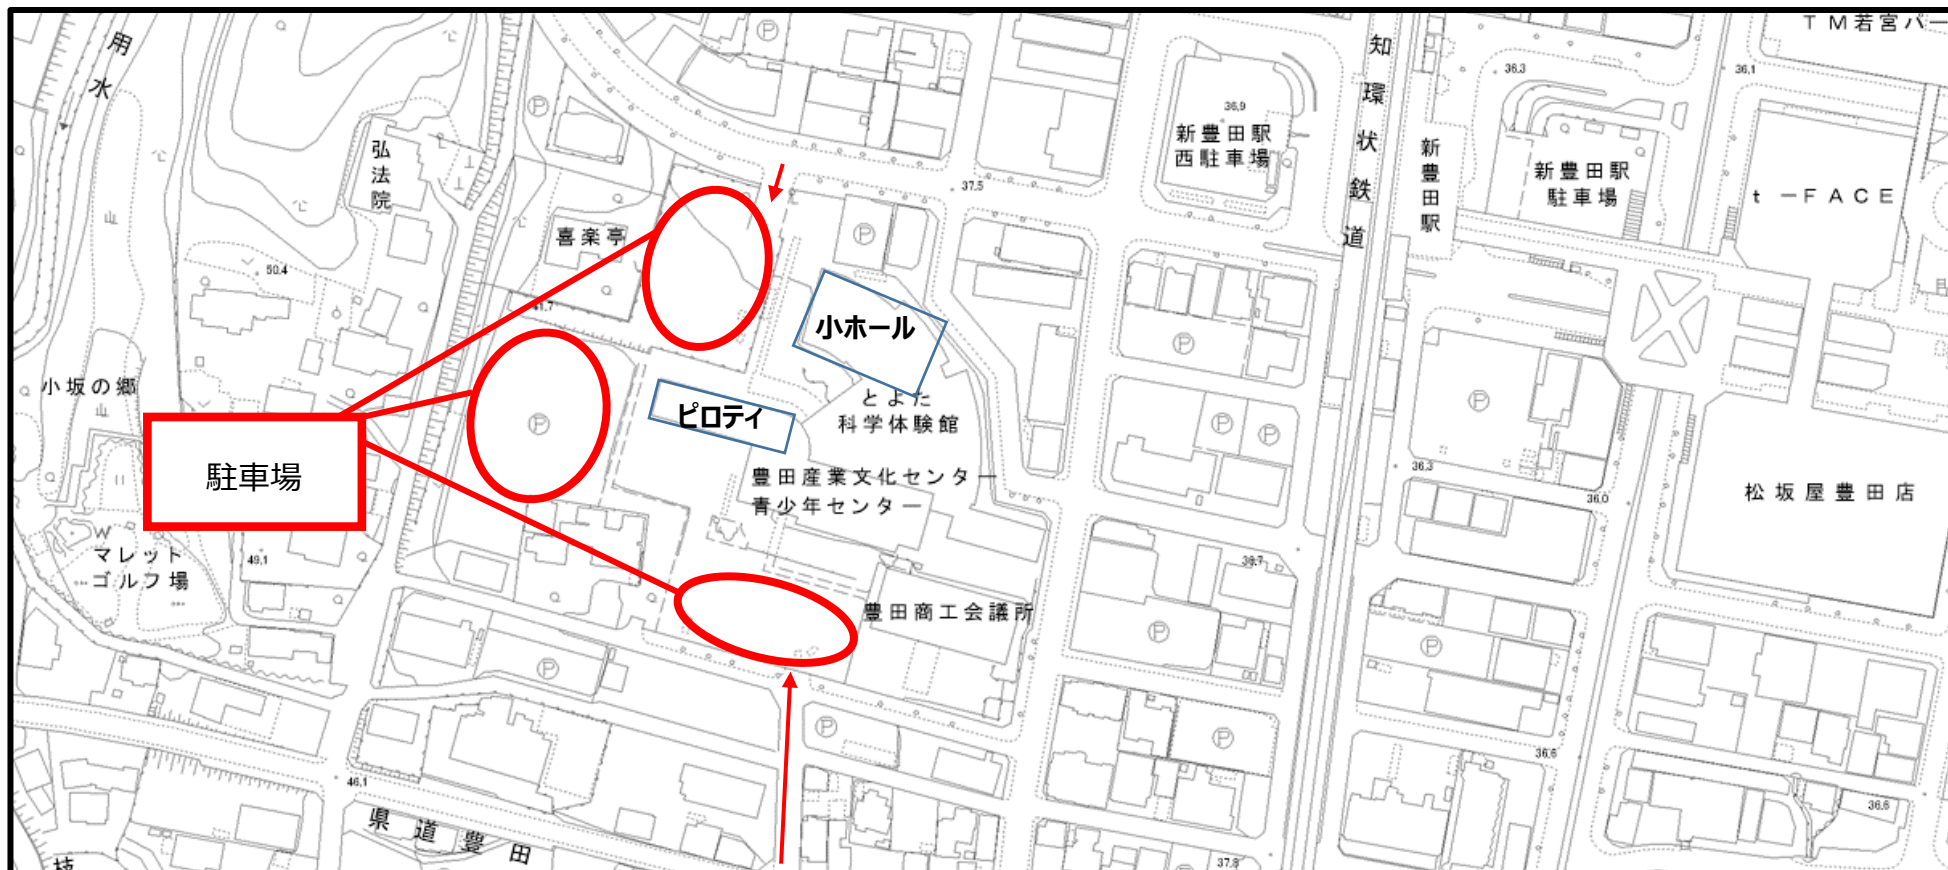 ＴＭ若宮パー
用水
知環状鉄道
36.3
36.1
36.9
新豊田駅
西駐車場
弘法院
新豊田駅
新豊田駅
駐車場
37.5
ｔ－ＦＡＣＥ
喜楽亭
50.4
41.7
小ホール
小坂の郷
ピロティ
とよた
科学体験館
駐車場
豊田産業文化センター
青少年センター
36.3
36.0
松坂屋豊田店
マレット
ゴルフ場
49.1
36.7
豊田商工会議所
46.1
36.6
36.6
県道豊田
37.8
枝
Ⓟ
Ⓟ
Ⓟ
Ⓟ
Ⓟ
Ⓟ
Ⓟ
Ⓟ
Ⓟ
Ⓟ
Ⓟ
Ⓟ
Ⓟ